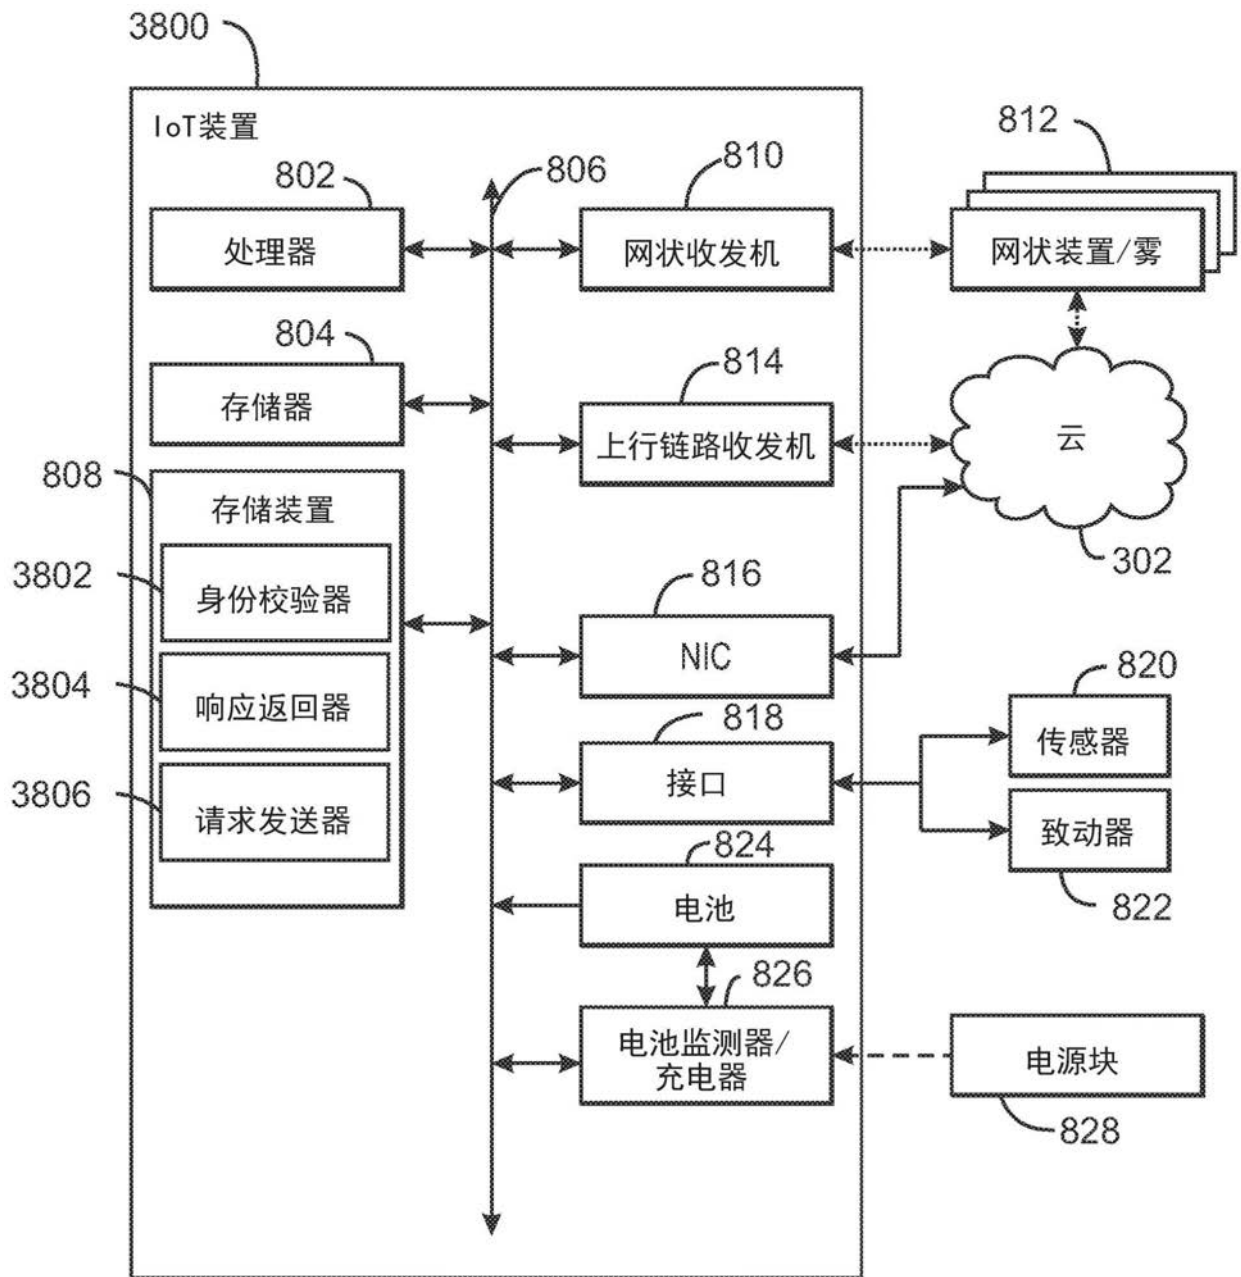 3800
IoT装置
802
处理器
806
810
网状收发机
812
网状装置/雾
804
存储器
814
上行链路收发机
云
302
808
存储装置
3802
身份校验器
3804
响应返回器
3806
请求发送器
816
NIC
818
接口
820
传感器
致动器
822
824
电池
826
电池监测器/
充电器
电源块
828